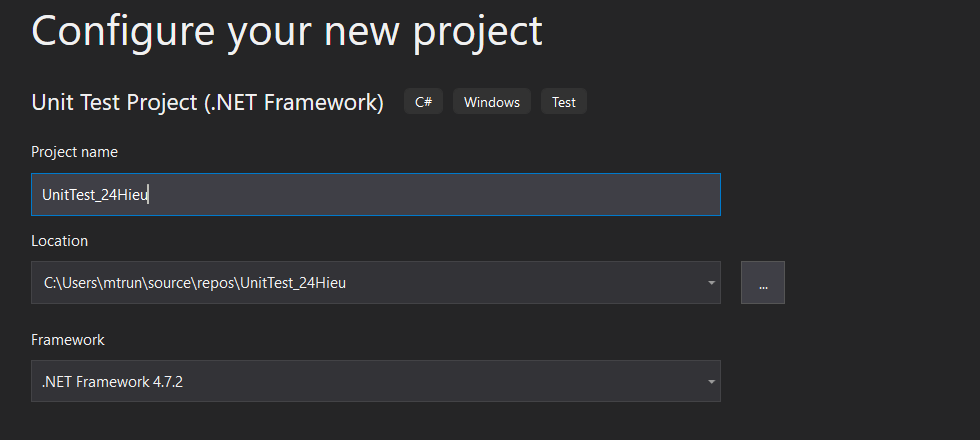 Configure your new project
Unit Test Project (.NET Framework) C# Windows Test
Project name
UnitTest_24Hieu
Location
C:\Users\mtrun\source\repos\UnitTest_24Hieu
...
Framework
.NET Framework 4.7.2